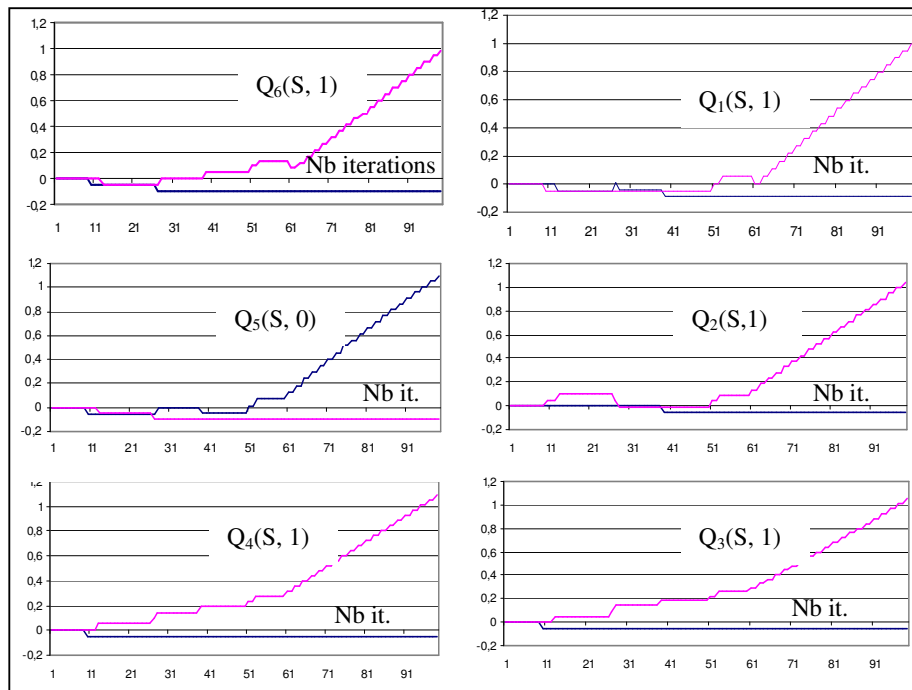 1,2
1
0,8
0,6
0,4
0,2
0
-0,2
Q6(S, 1)
Nb iterations
1 11 21 31 41 51 61 71 81 91
1,2
1
0,8
0,6
0,4
0,2
0
-0,2
Q1(S, 1)
Nb it.
1 11 21 31 41 51 61 71 81 91
1,2
1
0,8
0,6
0,4
0,2
0
-0,2
Q5(S, 0)
Nb it.
1 11 21 31 41 51 61 71 81 91
1,2
1
0,8
0,6
0,4
0,2
0
-0,2
Q2(S,1)
Nb it.
1 11 21 31 41 51 61 71 81 91
1,2
1
0,8
0,6
0,4
0,2
0
-0,2
Q4(S, 1)
Nb it.
1 11 21 31 41 51 61 71 81 91
1,2
1
0,8
0,6
0,4
0,2
0
-0,2
Q3(S, 1)
Nb it.
1 11 21 31 41 51 61 71 81 91